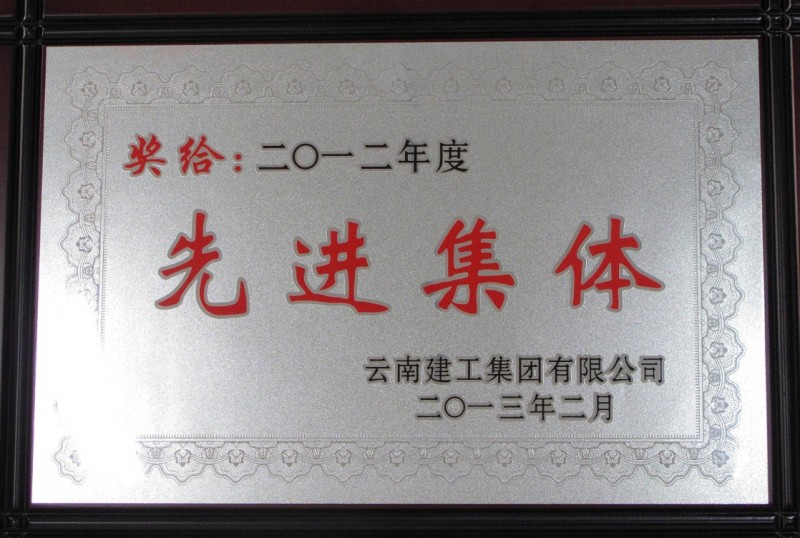 奖给：二〇一二年度
先进集体
云南建工集团有限公司
二〇一三年二月